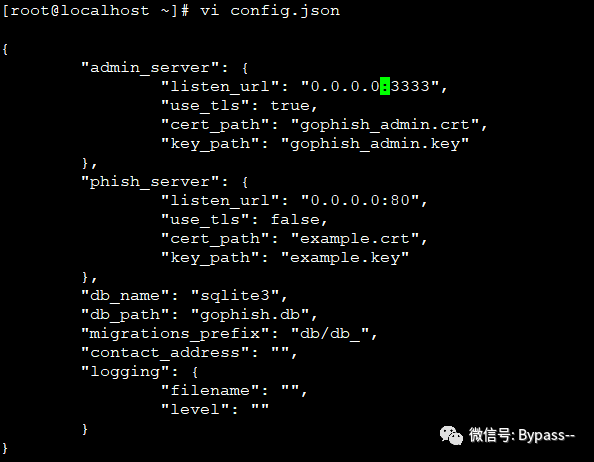 [root@localhost ~]# vi config.json
{
        "admin_server": {
                "listen_url": "0.0.0.0:3333",
                "use_tls": true,
                "cert_path": "gophish_admin.crt",
                "key_path": "gophish_admin.key"
        },
        "phish_server": {
                "listen_url": "0.0.0.0:80",
                "use_tls": false,
                "cert_path": "example.crt",
                "key_path": "example.key"
        },
        "db_name": "sqlite3",
        "db_path": "gophish.db",
        "migrations_prefix": "db/db_",
        "contact_address": "",
        "logging": {
                "filename": "",
                "level": ""
        }
}
微信号: Bypass--